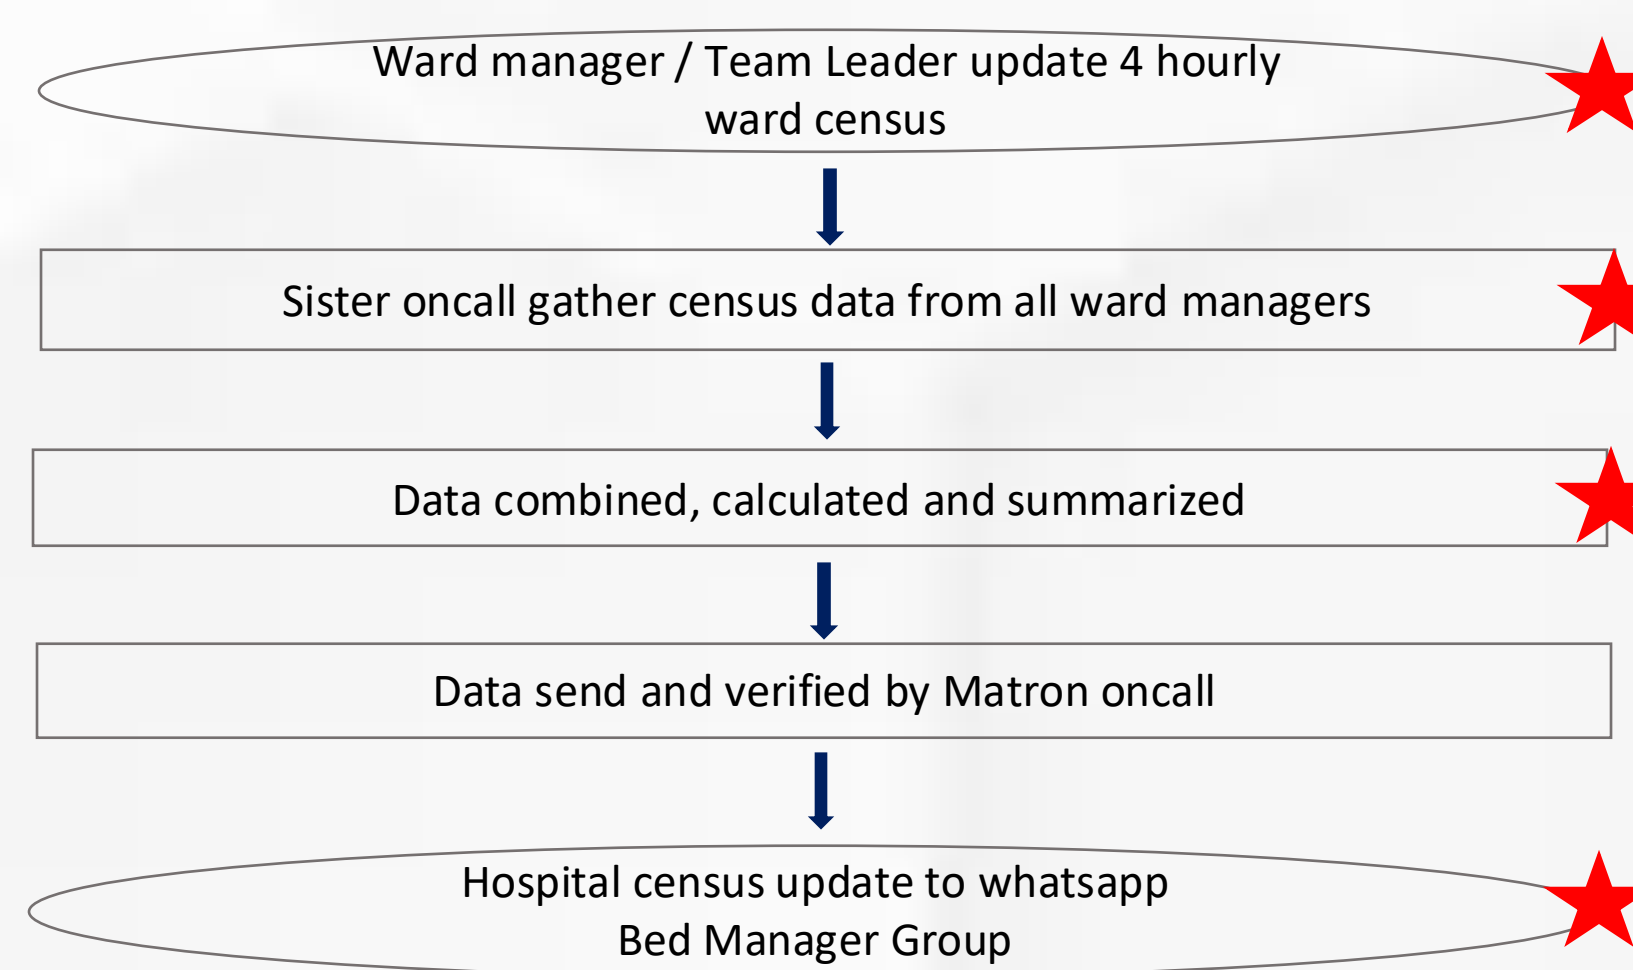 Ward manager / Team Leader update 4 hourly
ward census
Sister oncall gather census data from all ward managers
Data combined, calculated and summarized
Data send and verified by Matron oncall
Hospital census update to whatsapp
Bed Manager Group